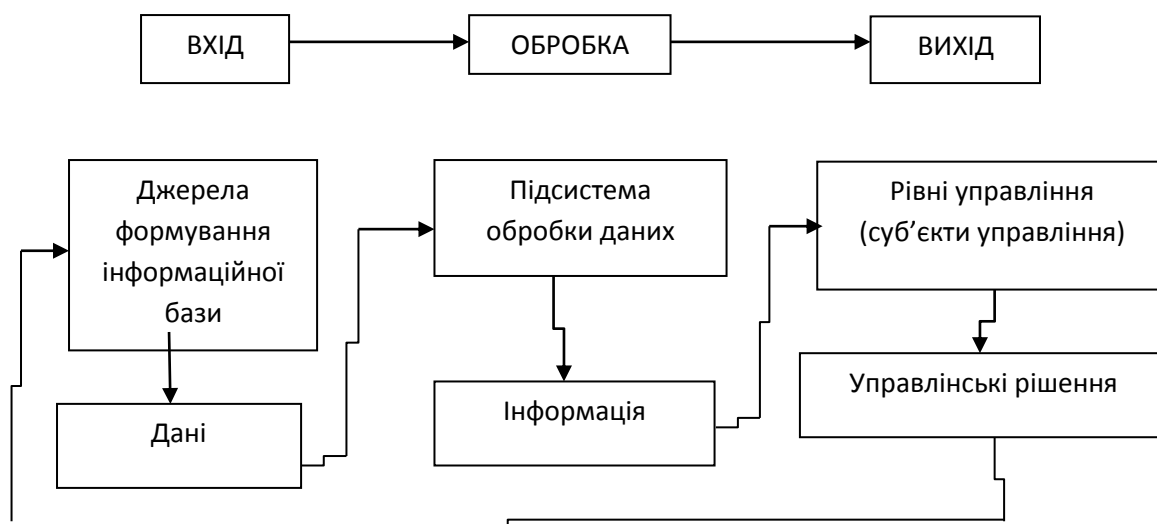 ВХІД
ОБРОБКА
ВИХІД
Джерела
формування
інформаційної
бази
Підсистема
обробки даних
Рівні управління
(суб’єкти управління)
Дані
Інформація
Управлінські рішення